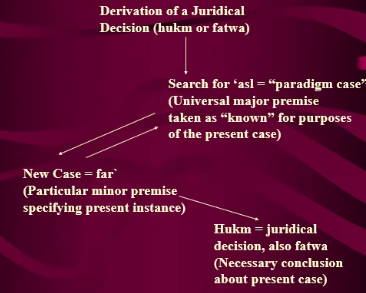 Derivation of a Juridical
Decision (hukm or fatwa)
Search for ‘asl = “paradigm case”
(Universal major premise
taken as “known” for purposes
of the present case)
New Case = far`
(Particular minor premise
specifying present instance)
Hukm = juridical
decision, also fatwa
(Necessary conclusion
about present case)